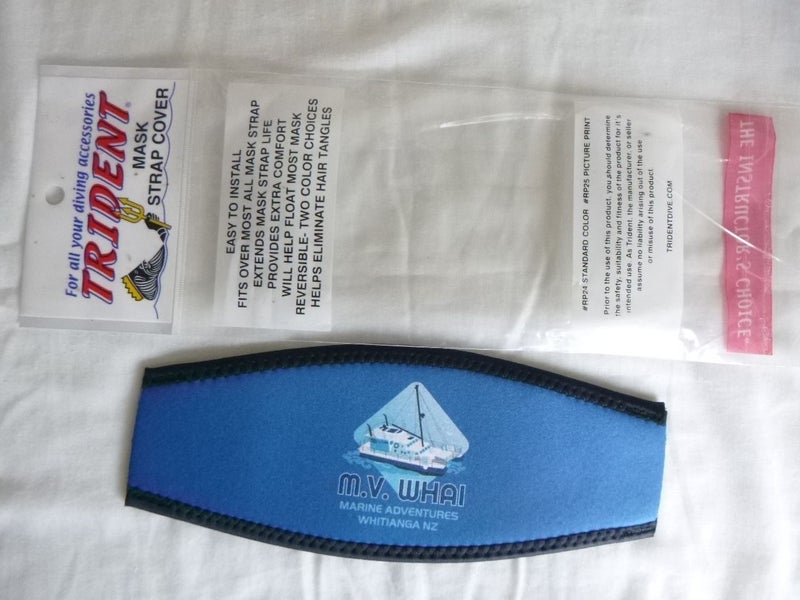 For all your diving accessories
TRIDENT®
MASK
STRAP COVER
EASY TO INSTALL
FITS OVER MOST ALL MASK STRAP
EXTENDS MASK STRAP LIFE
PROVIDES EXTRA COMFORT
WILL HELP FLOAT MOST MASK
REVERSIBLE- TWO COLOR CHOICES
HELPS ELIMINATE HAIR TANGLES
#RP24 STANDARD COLOR #RP25 PICTURE PRINT
Prior to the use of this product, you should determine
the safety, suitability and fitness of the product for it's
intended use. As Trident, the manufacturer, or seller
assume no liability arising out of the use
or misuse of this product.
TRIDENTDIVE.COM
THE INSTRUCTOR'S CHOICE®
M.V. WHAI
MARINE ADVENTURES
WHITIANGA NZ